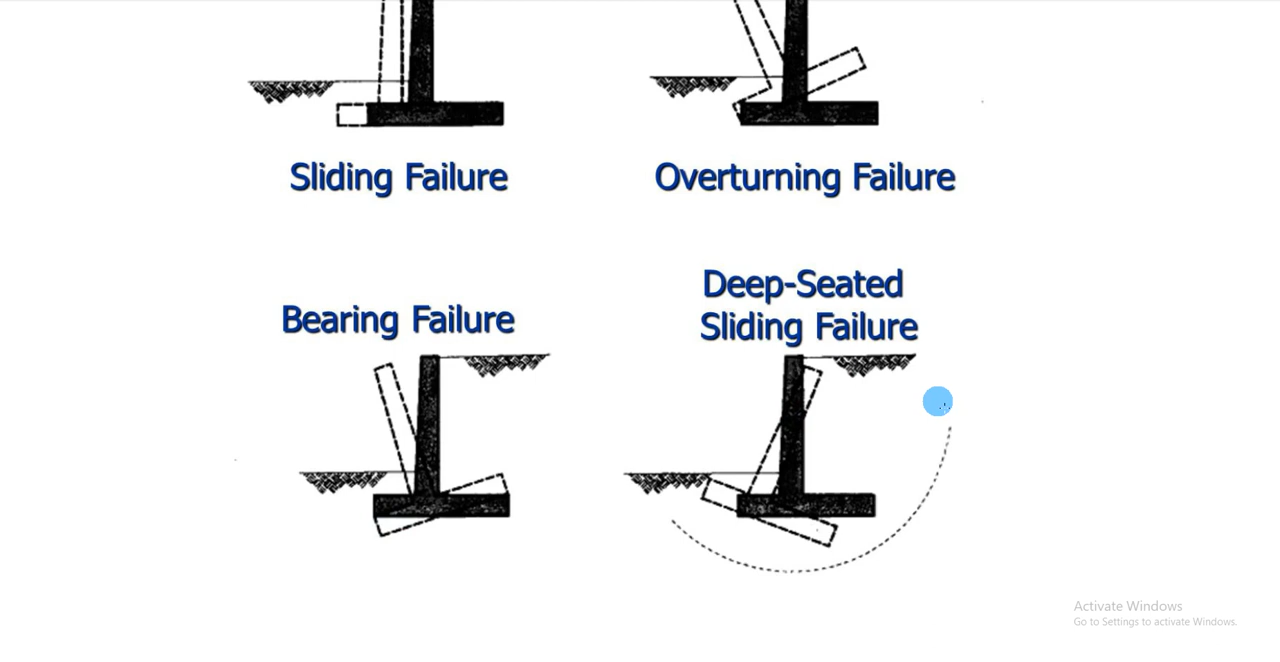 Sliding Failure
Overturning Failure
Bearing Failure
Deep-Seated
Sliding Failure
Activate Windows
Go to Settings to activate Windows.